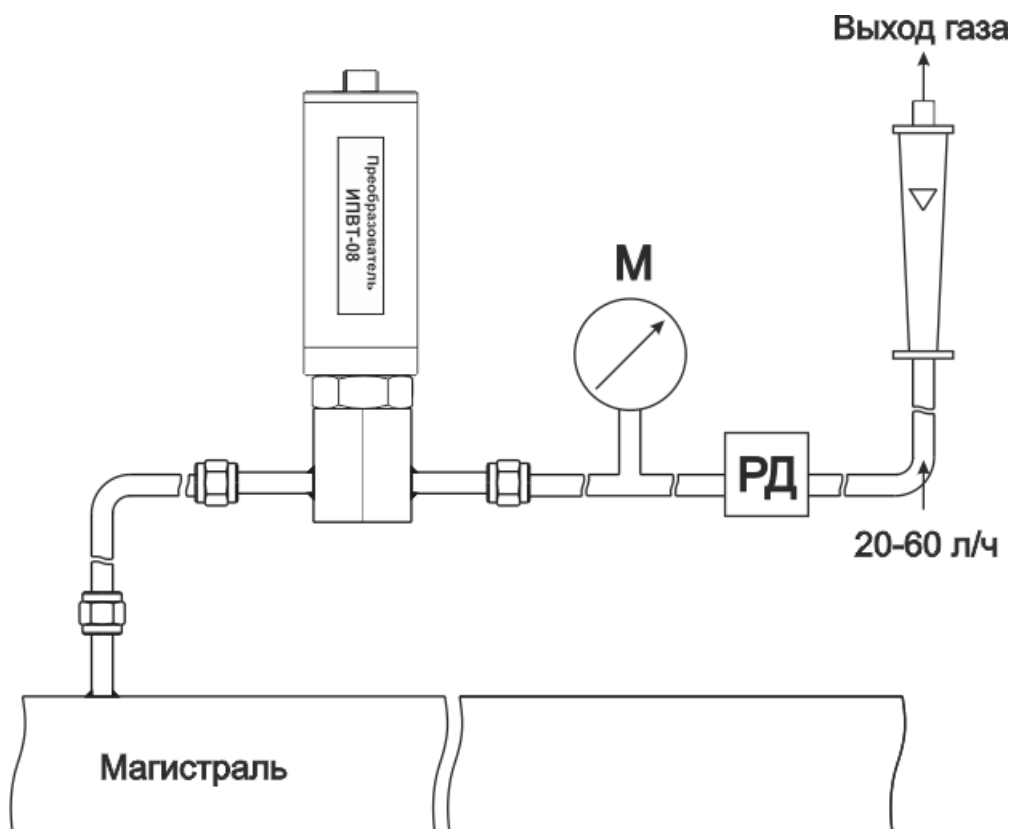 Выход газа
Преобразователь
ИПВТ-08
М
РД
20-60 л/ч
Магистраль